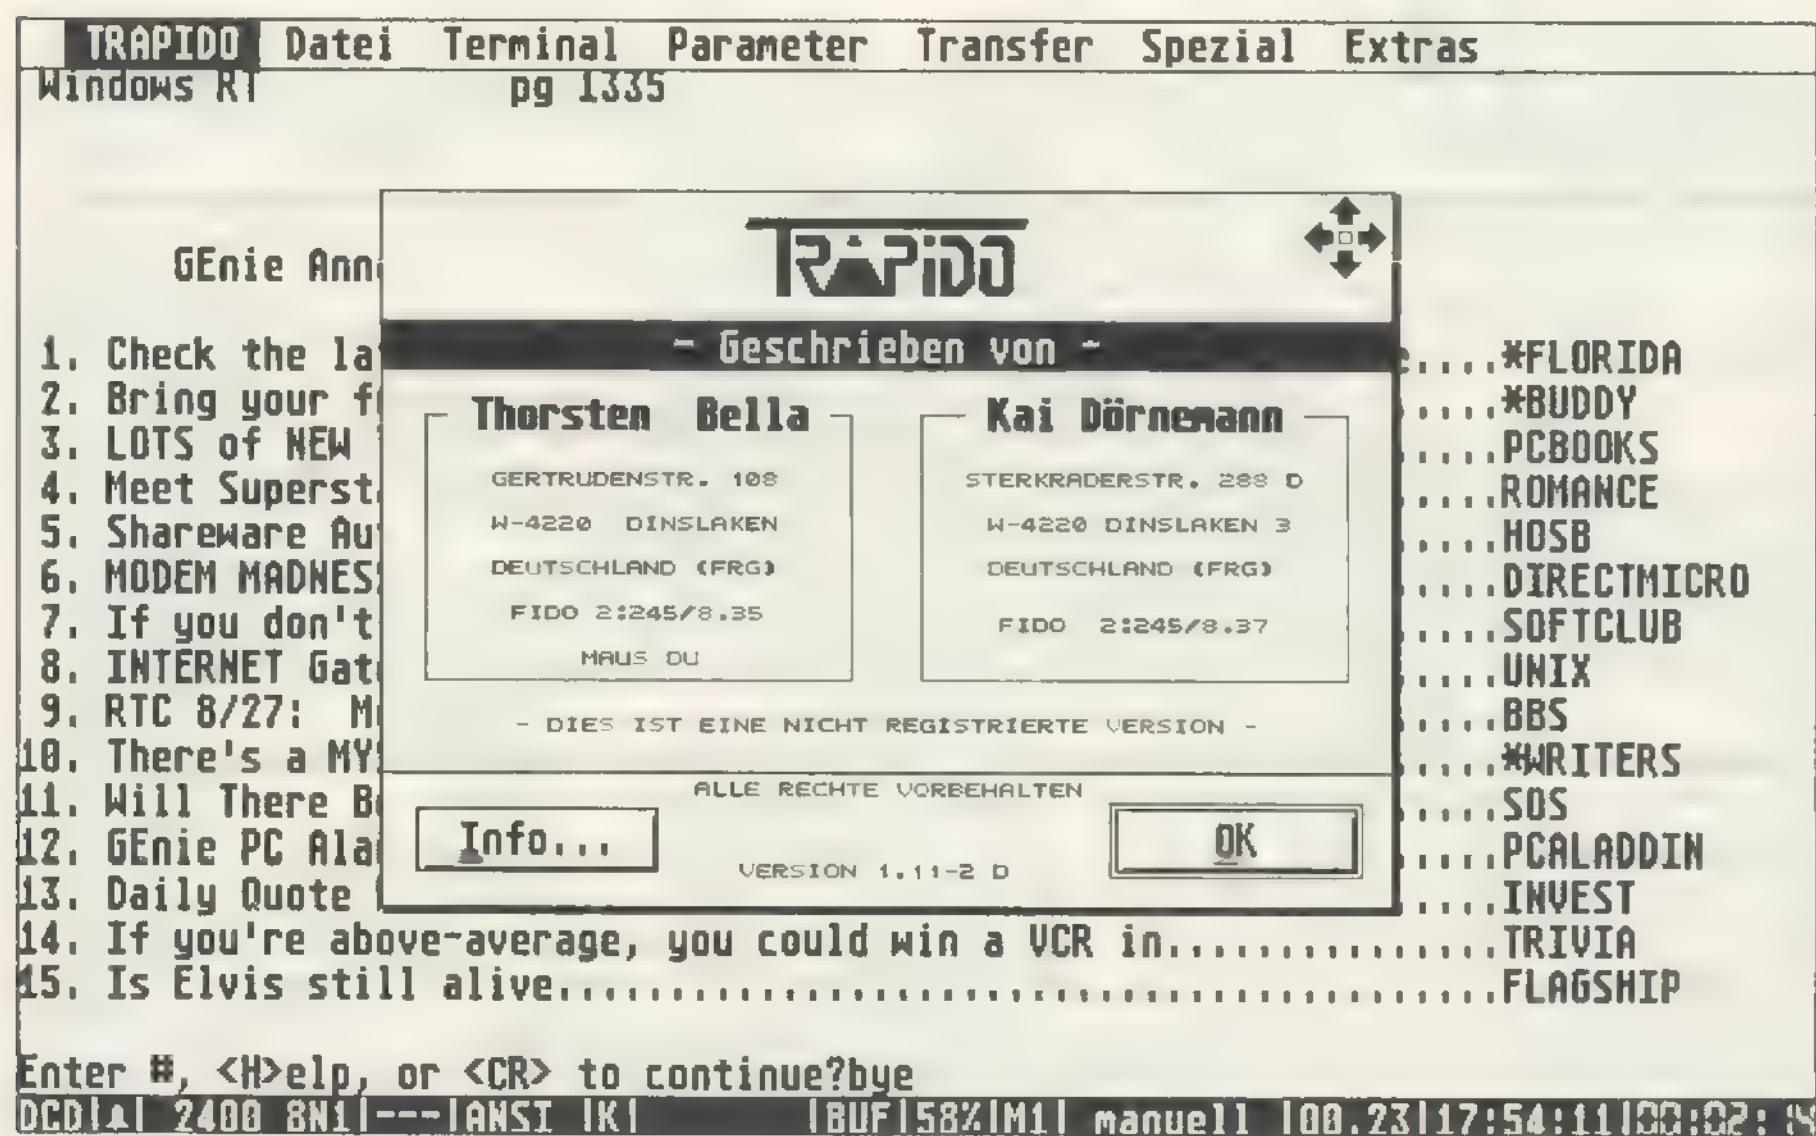 TRAPIDO Datei Terminal Parameter Transfer Spezial Extras
Windows RT pg 1335
TRAPiDO
GEnie Ann
- Geschrieben von -
1. Check the la ....*FLORIDA
2. Bring your f ....*BUDDY
3. LOTS of NEW ....PCBOOKS
4. Meet Superst ....ROMANCE
5. Shareware Au ....HOSB
6. MODEM MADNES ....DIRECTMICRO
7. If you don't ....SOFTCLUB
8. INTERNET Gat ....UNIX
9. RTC 8/27: M ....BBS
10. There's a MY ....*WRITERS
11. Will There B ....SOS
12. GEnie PC Ala ....PCALADDIN
13. Daily Quote ....INVEST
14. If you're above-average, you could win a VCR in...............TRIVIA
15. Is Elvis still alive..........................................FLAGSHIP
Thorsten Bella
GERTRUDENSTR. 108
W-4220 DINSLAKEN
DEUTSCHLAND (FRG)
FIDO 2:245/8.35
MAUS DU
Kai Dörnemann
STERKRADERSTR. 288 D
W-4220 DINSLAKEN 3
DEUTSCHLAND (FRG)
FIDO 2:245/8.37
- DIES IST EINE NICHT REGISTRIERTE VERSION -
ALLE RECHTE VORBEHALTEN
Info...
OK
VERSION 1.11-2 D
Enter #, <H>elp, or <CR> to continue?bye
DCD 2400 8N1|---|ANSI |K| |BUF|58%|M1| manuell |00.23|17:54:11|00:02: